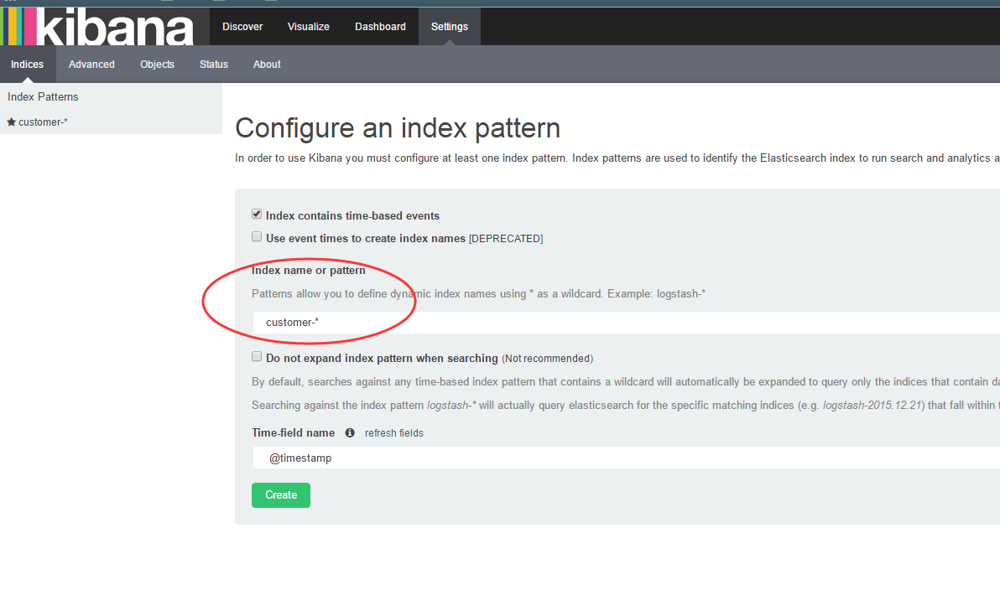 kibana
Discover
Visualize
Dashboard
Settings
Indices
Advanced
Objects
Status
About
Index Patterns
customer-*
Configure an index pattern
In order to use Kibana you must configure at least one index pattern. Index patterns are used to identify the Elasticsearch index to run search and analytics a
Index contains time-based events
Use event times to create index names [DEPRECATED]
Index name or pattern
Patterns allow you to define dynamic index names using * as a wildcard. Example: logstash-*
customer-*
Do not expand index pattern when searching (Not recommended)
By default, searches against any time-based index pattern that contains a wildcard will automatically be expanded to query only the indices that contain da
Searching against the index pattern logstash-* will actually query elasticsearch for the specific matching indices (e.g. logstash-2015.12.21) that fall within t
Time-field name refresh fields
@timestamp
Create